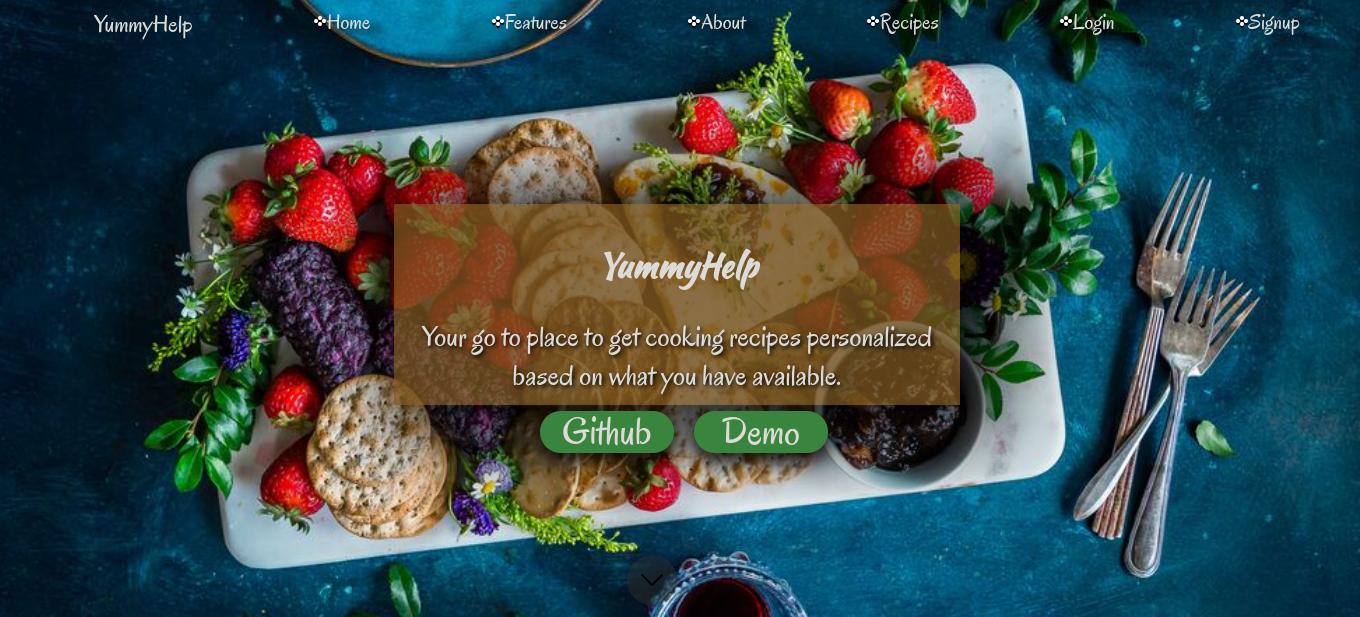 YummyHelp
Home
Features
About
Recipes
Login
Signup
YummyHelp
Your go to place to get cooking recipes personalized
based on what you have available.
Github
Demo